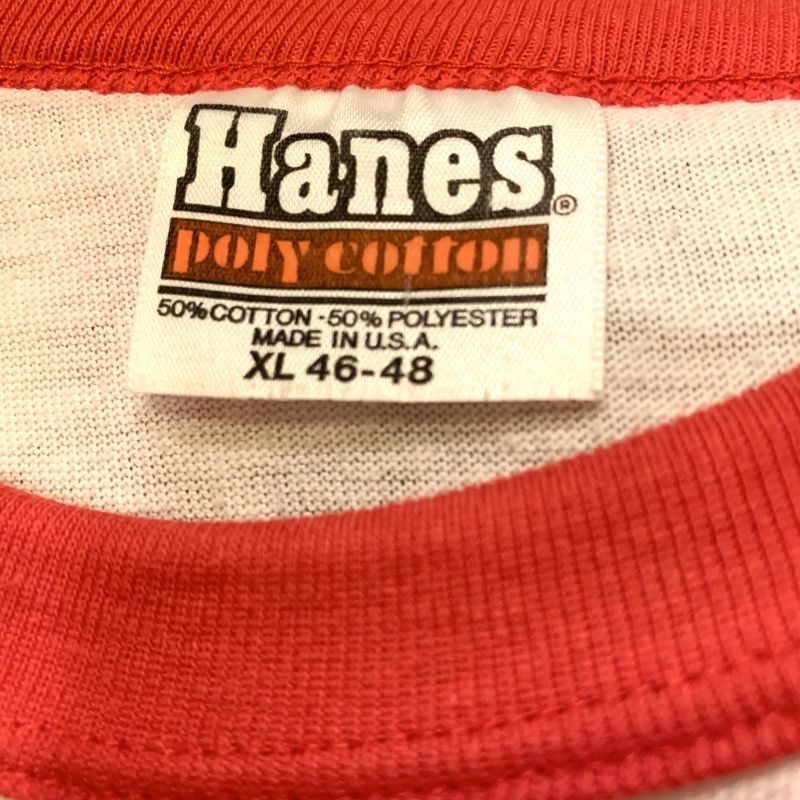 Hanes®
poly cotton
50% COTTON - 50% POLYESTER
MADE IN U.S.A.
XL 46-48